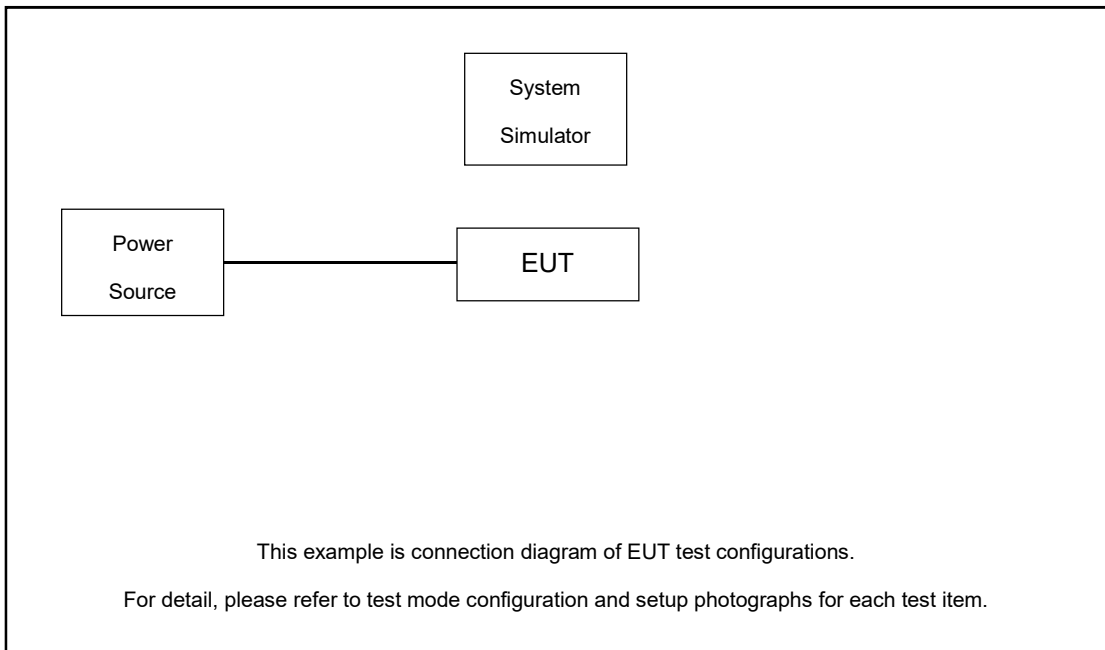 System
Simulator
Power
Source
EUT
This example is connection diagram of EUT test configurations.
For detail, please refer to test mode configuration and setup photographs for each test item.